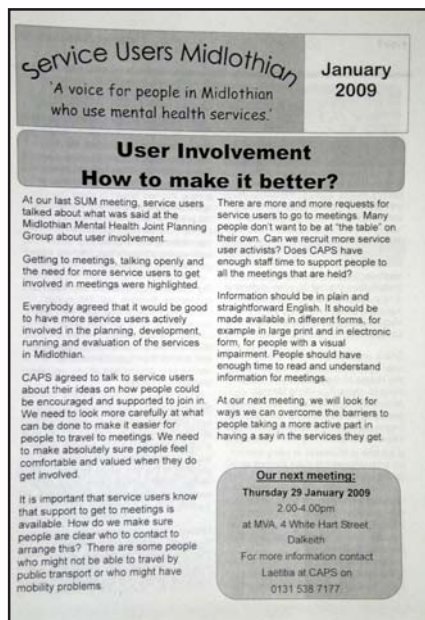 Service Users Midlothian
'A voice for people in Midlothian
who use mental health services.'
January
2009
User Involvement
How to make it better?
At our last SUM meeting, service users
talked about what was said at the
Midlothian Mental Health Joint Planning
Group about user involvement.
Getting to meetings, talking openly and
the need for more service users to get
involved in meetings were highlighted.
Everybody agreed that it would be good
to have more service users actively
involved in the planning, development,
running and evaluation of the services
in Midlothian.
CAPS agreed to talk to service users
about their ideas on how people could
be encouraged and supported to join in.
We need to look more carefully at what
can be done to make it easier for
people to travel to meetings. We need
to make absolutely sure people feel
comfortable and valued when they do
get involved.
It is important that service users know
that support to get to meetings is
available. How do we make sure
people are clear who to contact to
arrange this? There are some people
who might not be able to travel by
public transport or who might have
mobility problems.
There are more and more requests for
service users to go to meetings. Many
people don't want to be at "the table" on
their own. Can we recruit more service
user activists? Does CAPS have
enough staff time to support people to
all the meetings that are held?
Information should be in plain and
straightforward English. It should be
made available in different forms, for
example in large print and in electronic
form, for people with a visual
impairment. People should have
enough time to read and understand
information for meetings.
At our next meeting, we will look for
ways we can overcome the barriers to
people taking a more active part in
having a say in the services they get.
Our next meeting:
Thursday 29 January 2009
2.00-4.00pm
at MVA, 4 White Hart Street,
Dalkeith
For more information contact
Laetitia at CAPS on
0131 538 7177